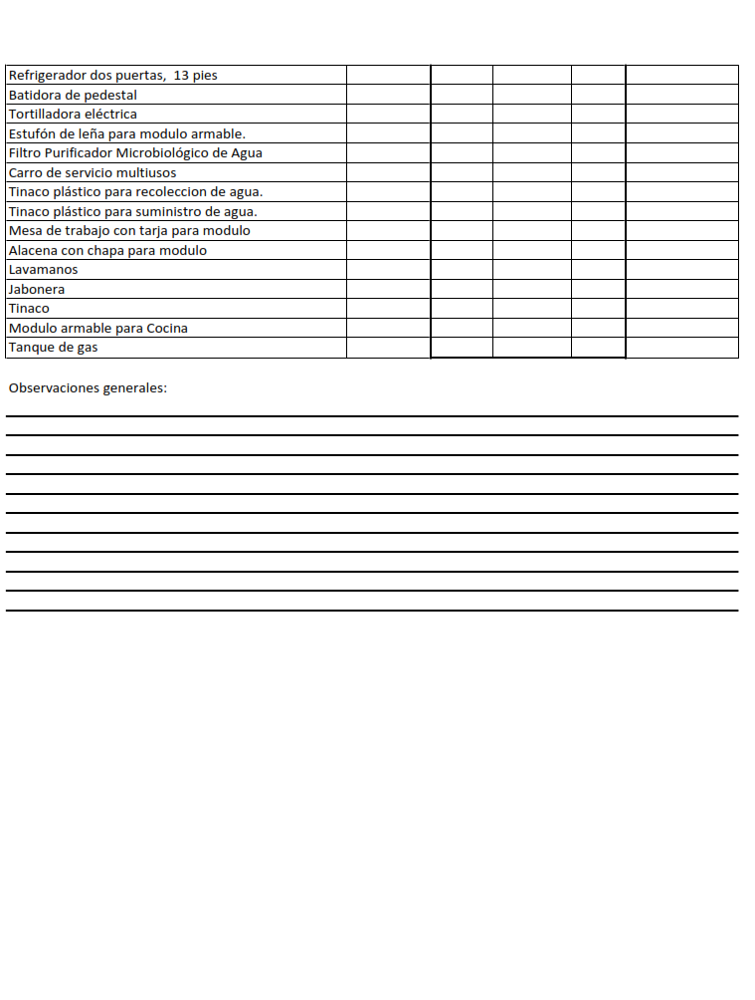 Refrigerador dos puertas,  13 pies
Batidora de pedestal
Tortilladora eléctrica
Estufón de leña para modulo armable.
Filtro Purificador Microbiológico de Agua
Carro de servicio multiusos
Tinaco plástico para recoleccion de agua.
Tinaco plástico para suministro de agua.
Mesa de trabajo con tarja para modulo
Alacena con chapa para modulo
Lavamanos
Jabonera
Tinaco
Modulo armable para Cocina
Tanque de gas
Observaciones generales: